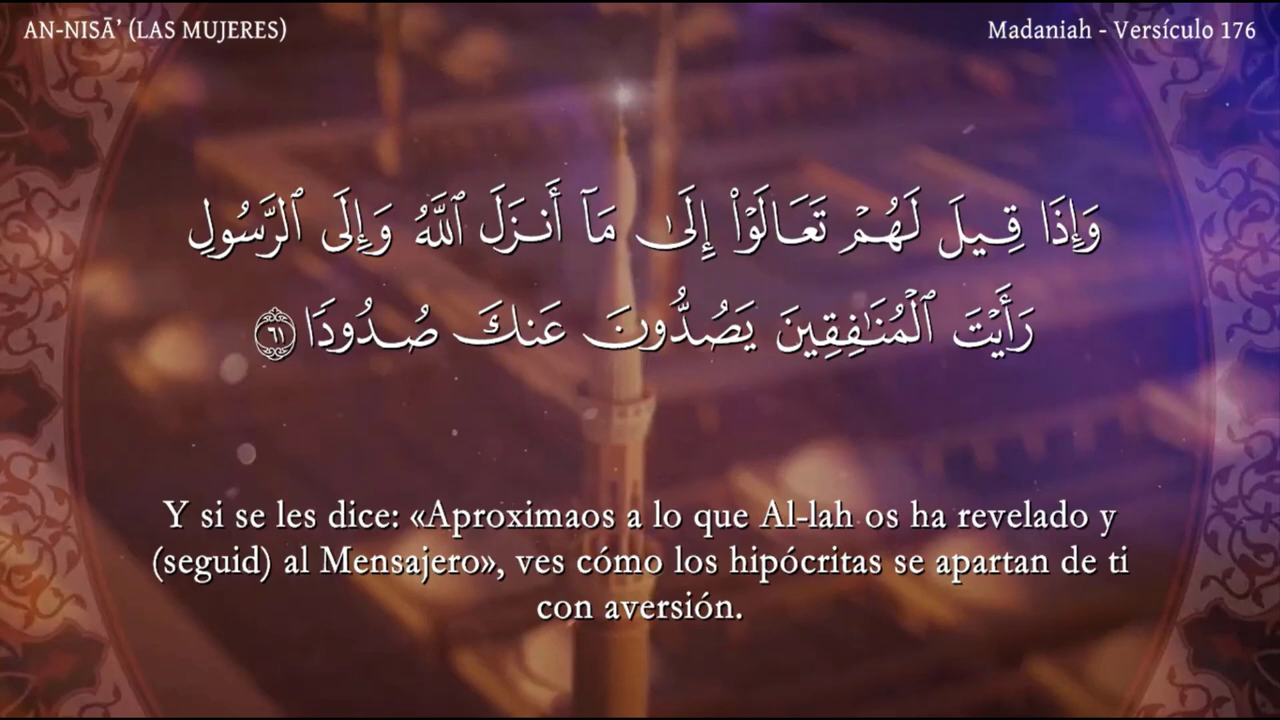 AN-NISĀ’ (LAS MUJERES)
Madaniah - Versículo 176
وَإِذَا قِيلَ لَهُمۡ تَعَالَوۡاْ إِلَىٰ مَآ أَنزَلَ ٱللَّهُ وَإِلَى ٱلرَّسُولِ
رَأَيۡتَ ٱلۡمُنَٰفِقِينَ يَصُدُّونَ عَنكَ صُدُودٗا ٦١
Y si se les dice: «Aproximaos a lo que Al-lah os ha revelado y
(seguid) al Mensajero», ves cómo los hipócritas se apartan de ti
con aversión.